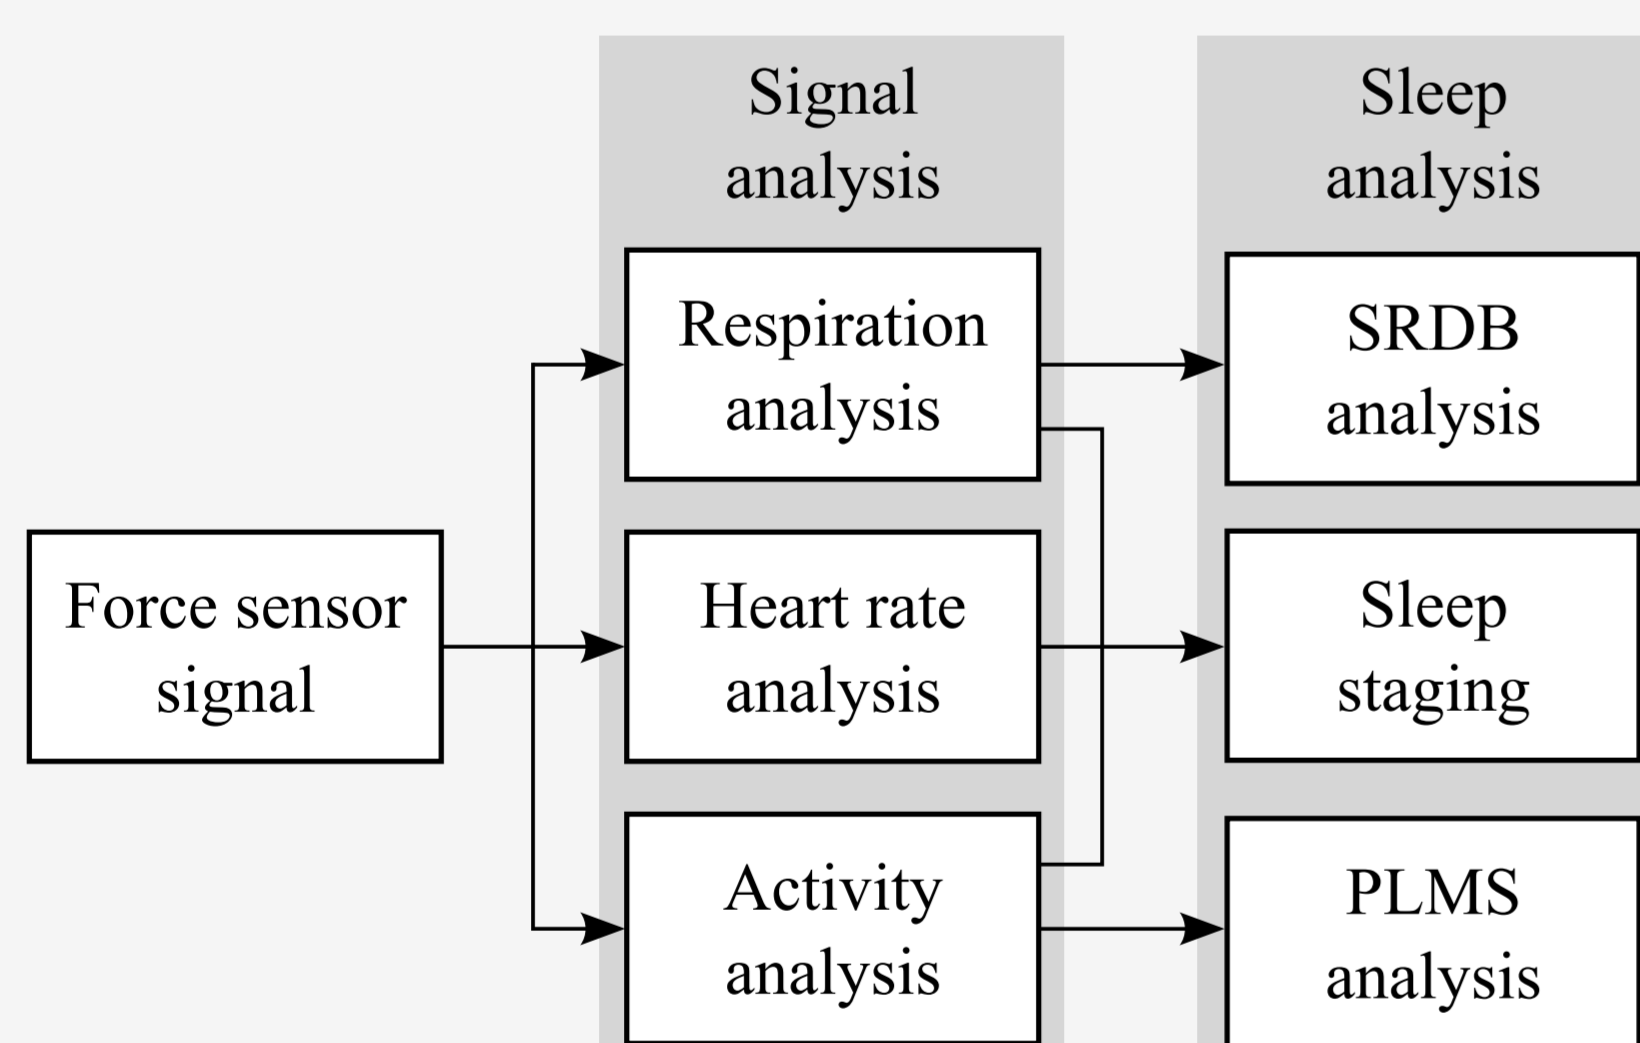 Signal
analysis
Sleep
analysis
Respiration
analysis
SRDB
analysis
Force sensor
signal
Heart rate
analysis
Sleep
staging
Activity
analysis
PLMS
analysis